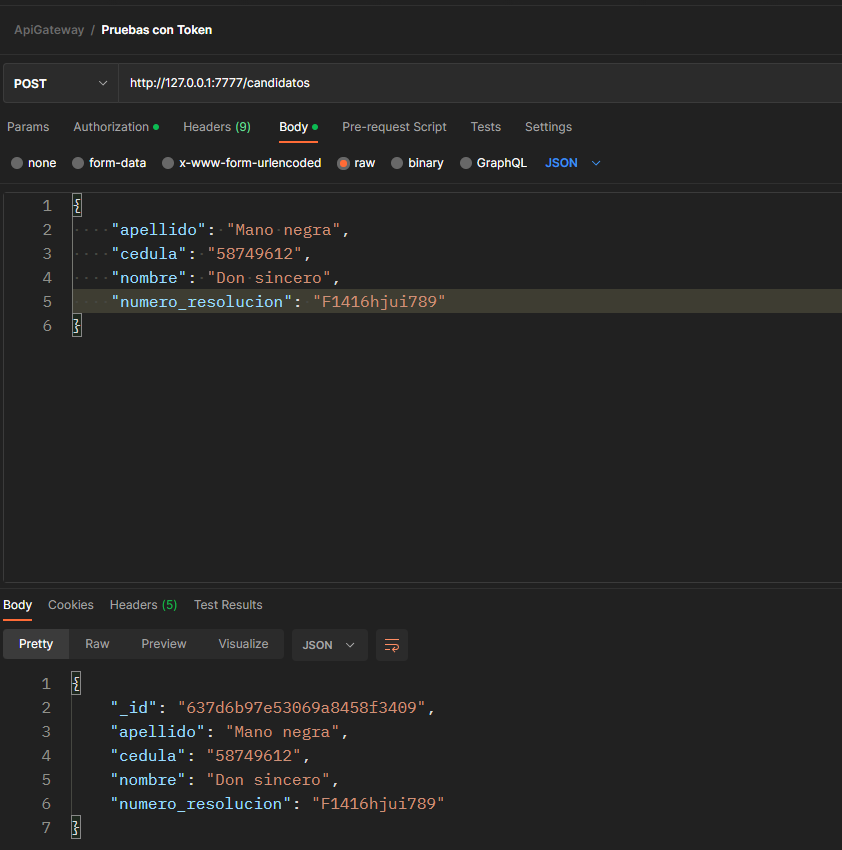 ApiGateway / Pruebas con Token
POST http://127.0.0.1:7777/candidatos
Params Authorization Headers (9) Body Pre-request Script Tests Settings
none form-data x-www-form-urlencoded raw binary GraphQL JSON
1 {
2 "apellido": "Mano negra",
3 "cedula": "58749612",
4 "nombre": "Don sincero",
5 "numero_resolucion": "F1416hjui789"
6 }
Body Cookies Headers (5) Test Results
Pretty Raw Preview Visualize JSON
1 {
2 "_id": "637d6b97e53069a8458f3409",
3 "apellido": "Mano negra",
4 "cedula": "58749612",
5 "nombre": "Don sincero",
6 "numero_resolucion": "F1416hjui789"
7 }